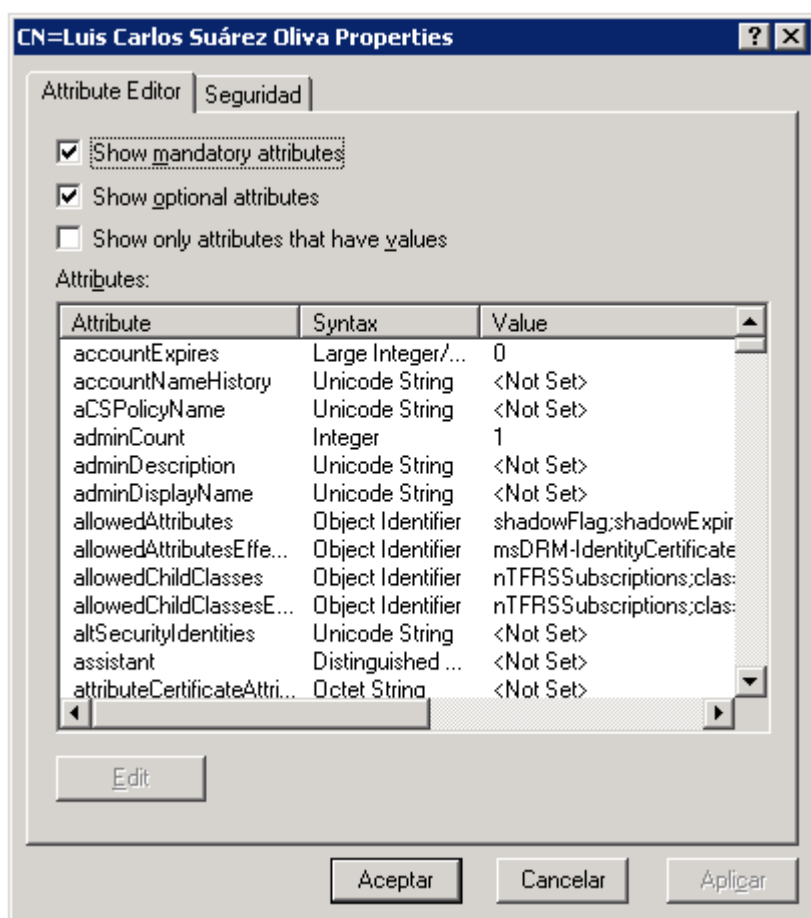 CN=Luis Carlos Suárez Oliva Properties
Attribute Editor Seguridad
Show mandatory attributes
Show optional attributes
Show only attributes that have values
Attributes:
Attribute Syntax Value
accountExpires Large Integer/... 0
accountNameHistory Unicode String <Not Set>
aCSPolicyName Unicode String <Not Set>
adminCount Integer 1
adminDescription Unicode String <Not Set>
adminDisplayName Unicode String <Not Set>
allowedAttributes Object Identifier shadowFlag;shadowExpir
allowedAttributesEffe... Object Identifier msDRM-IdentityCertificate
allowedChildClasses Object Identifier nTFRSSubscriptions;clas
allowedChildClassesE... Object Identifier nTFRSSubscriptions;clas
altSecurityIdentities Unicode String <Not Set>
assistant Distinguished ... <Not Set>
attributeCertificateAttri... Octet String <Not Set>
Edit
Aceptar Cancelar Aplicar